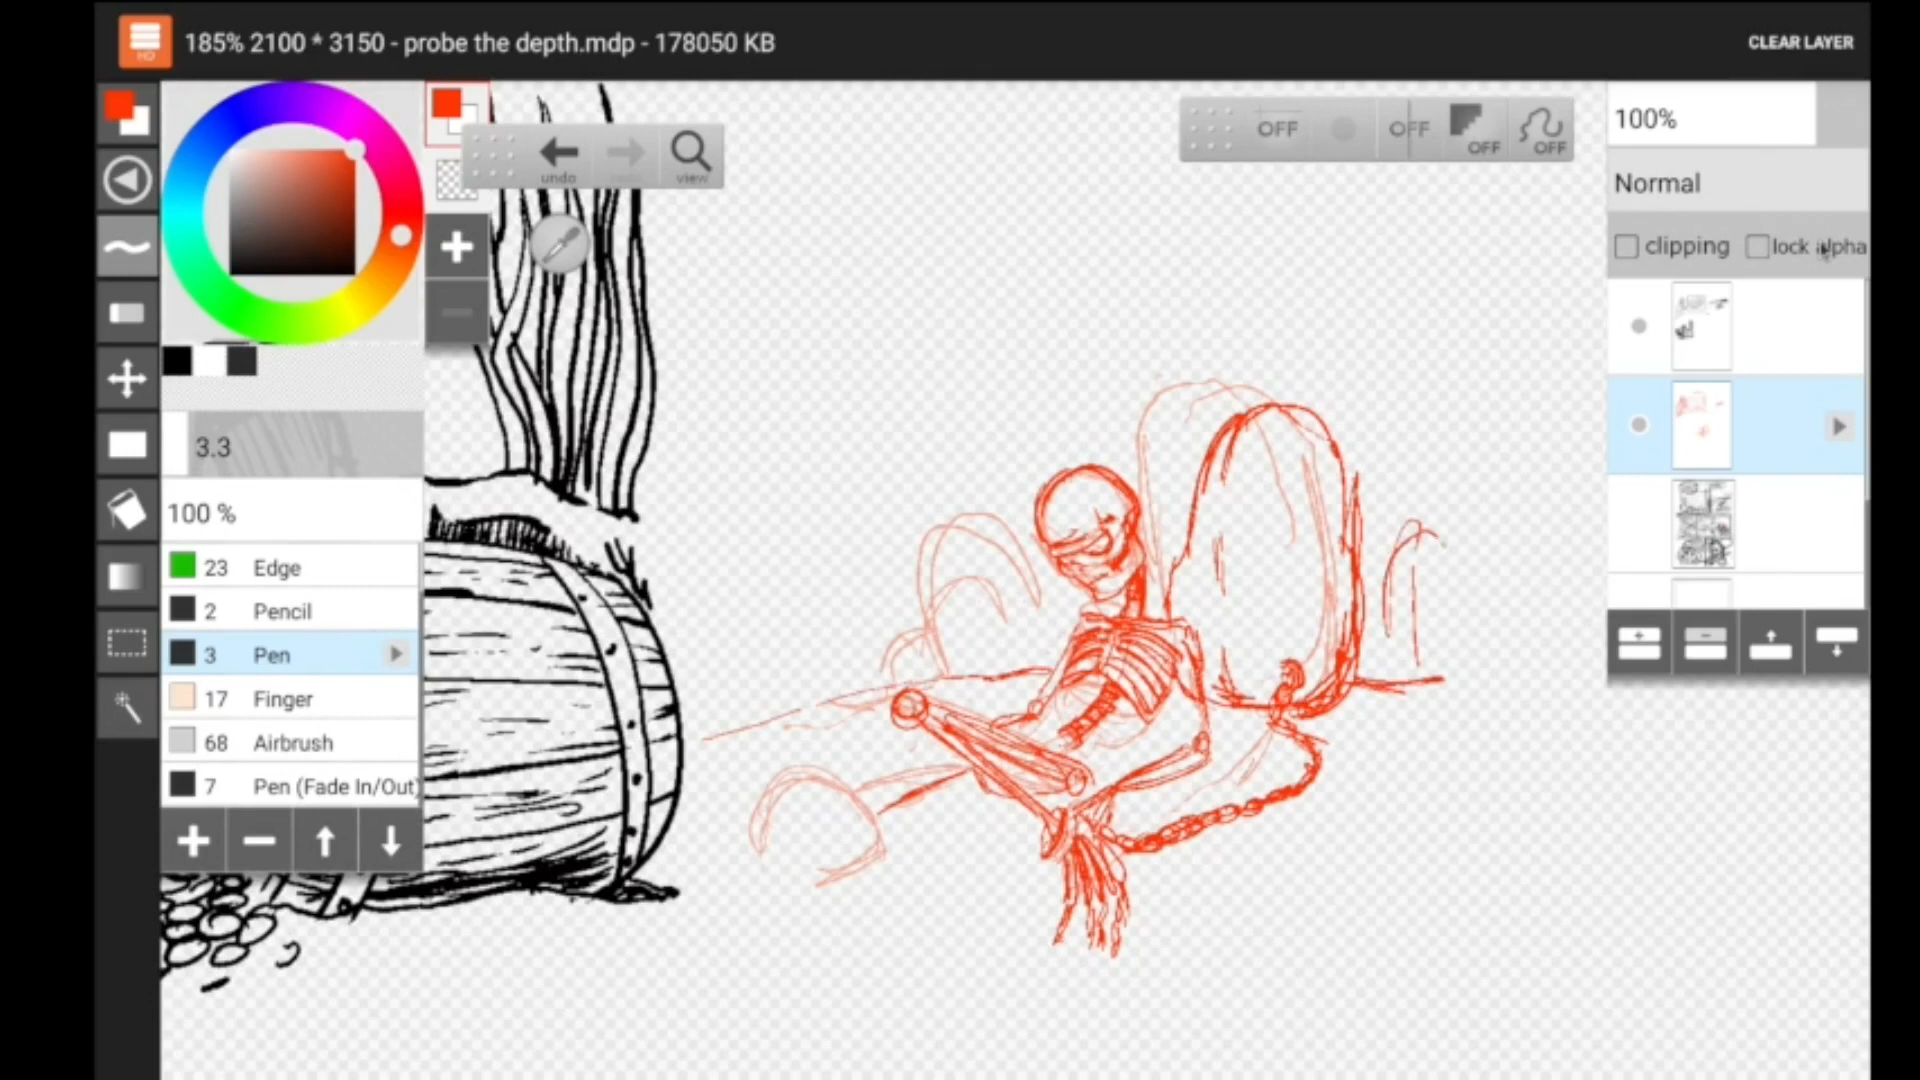 185% 2100 * 3150 - probe the depth.mdp - 178050 KB
CLEAR LAYER
HD
undo
view
OFF
OFF
OFF
OFF
100%
Normal
clipping
lock alpha
3.3
100 %
23 Edge
2 Pencil
3 Pen
17 Finger
68 Airbrush
7 Pen (Fade In/Out)